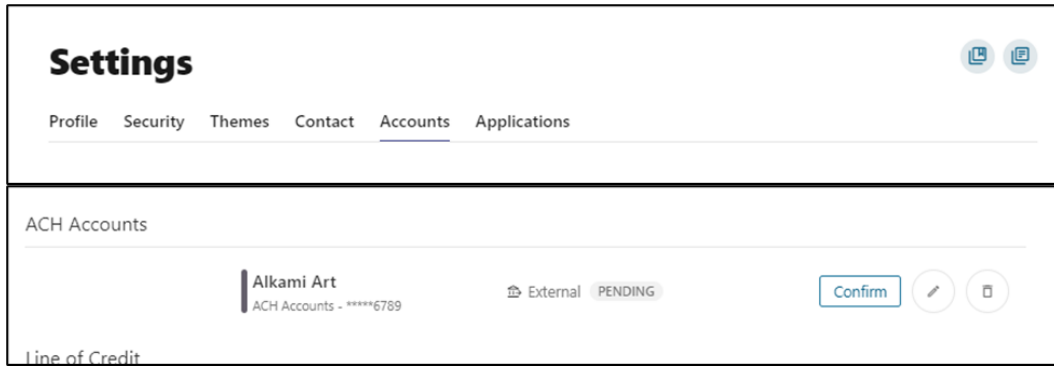 Settings
Profile Security Themes Contact Accounts Applications
ACH Accounts
Alkami Art
ACH Accounts - *****6789
External PENDING
Confirm
Line of Credit